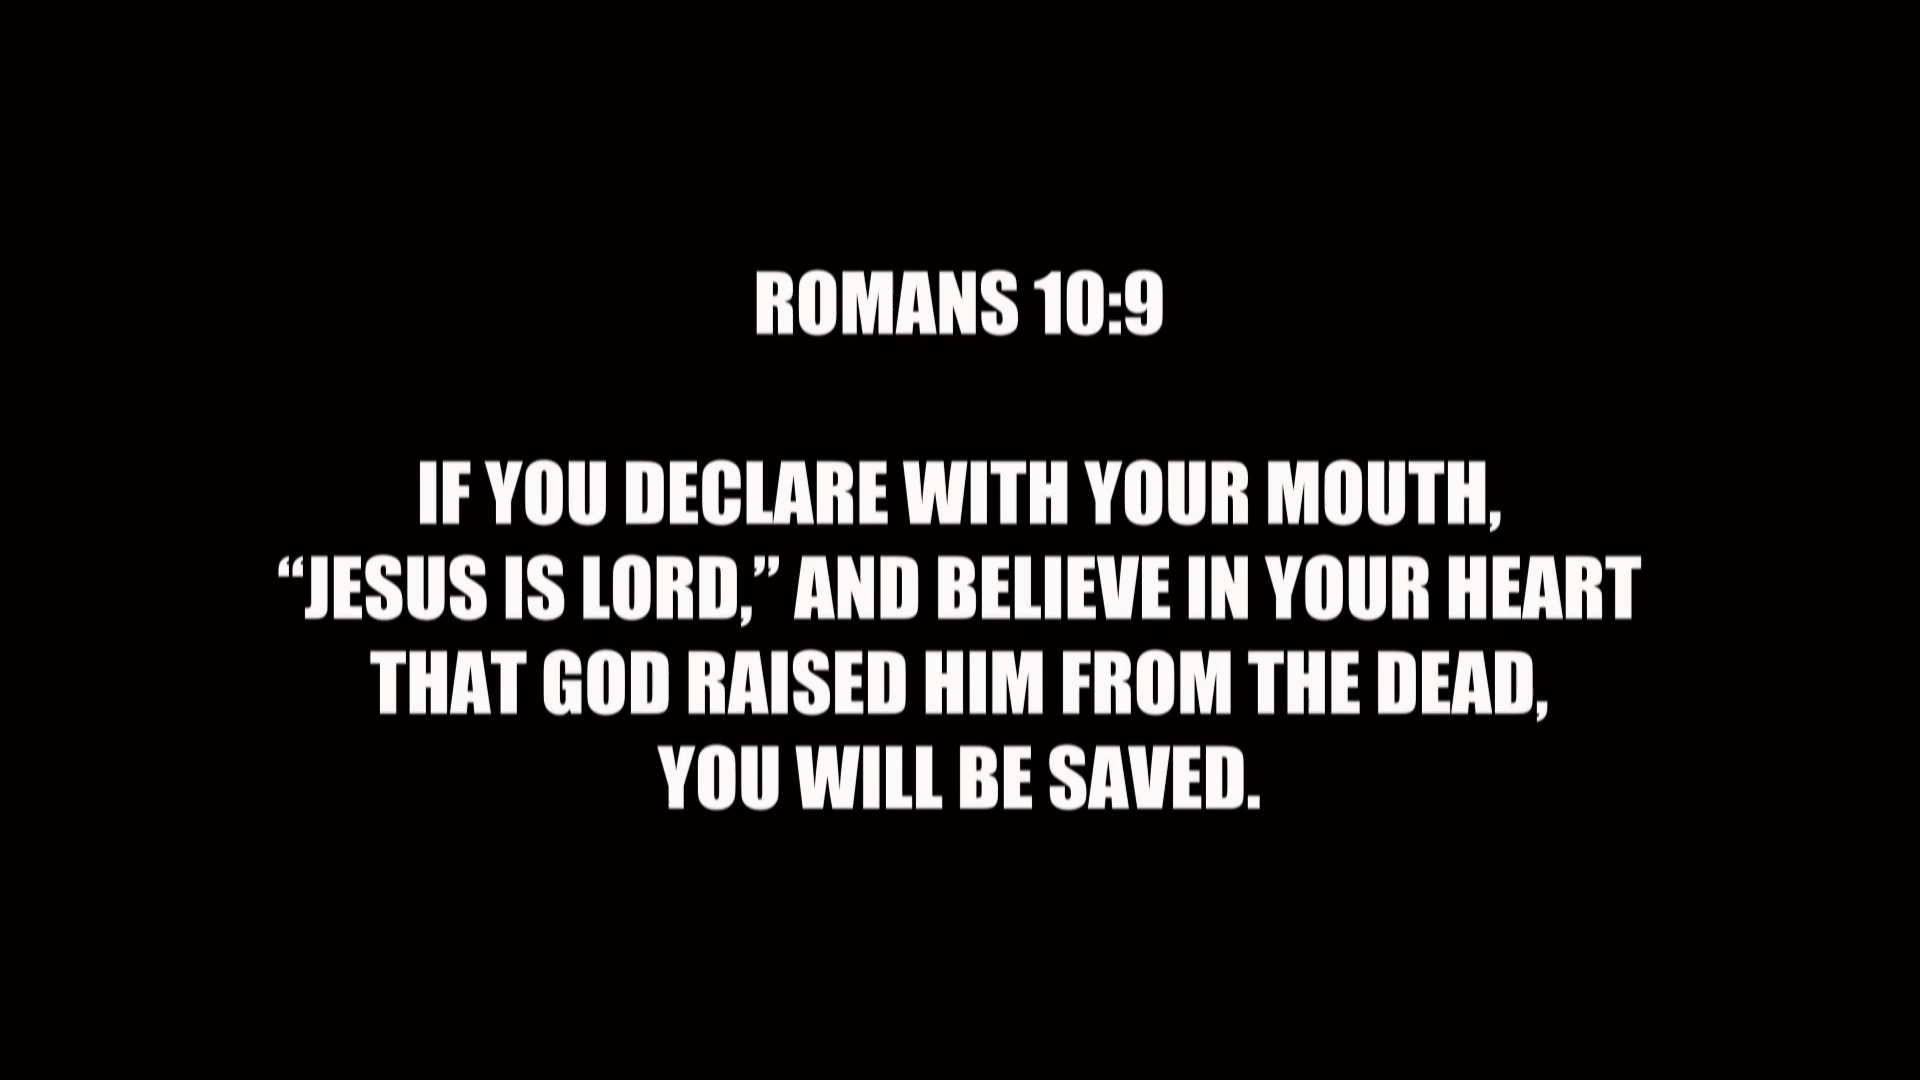 ROMANS 10:9
IF YOU DECLARE WITH YOUR MOUTH,
“JESUS IS LORD,” AND BELIEVE IN YOUR HEART
THAT GOD RAISED HIM FROM THE DEAD,
YOU WILL BE SAVED.